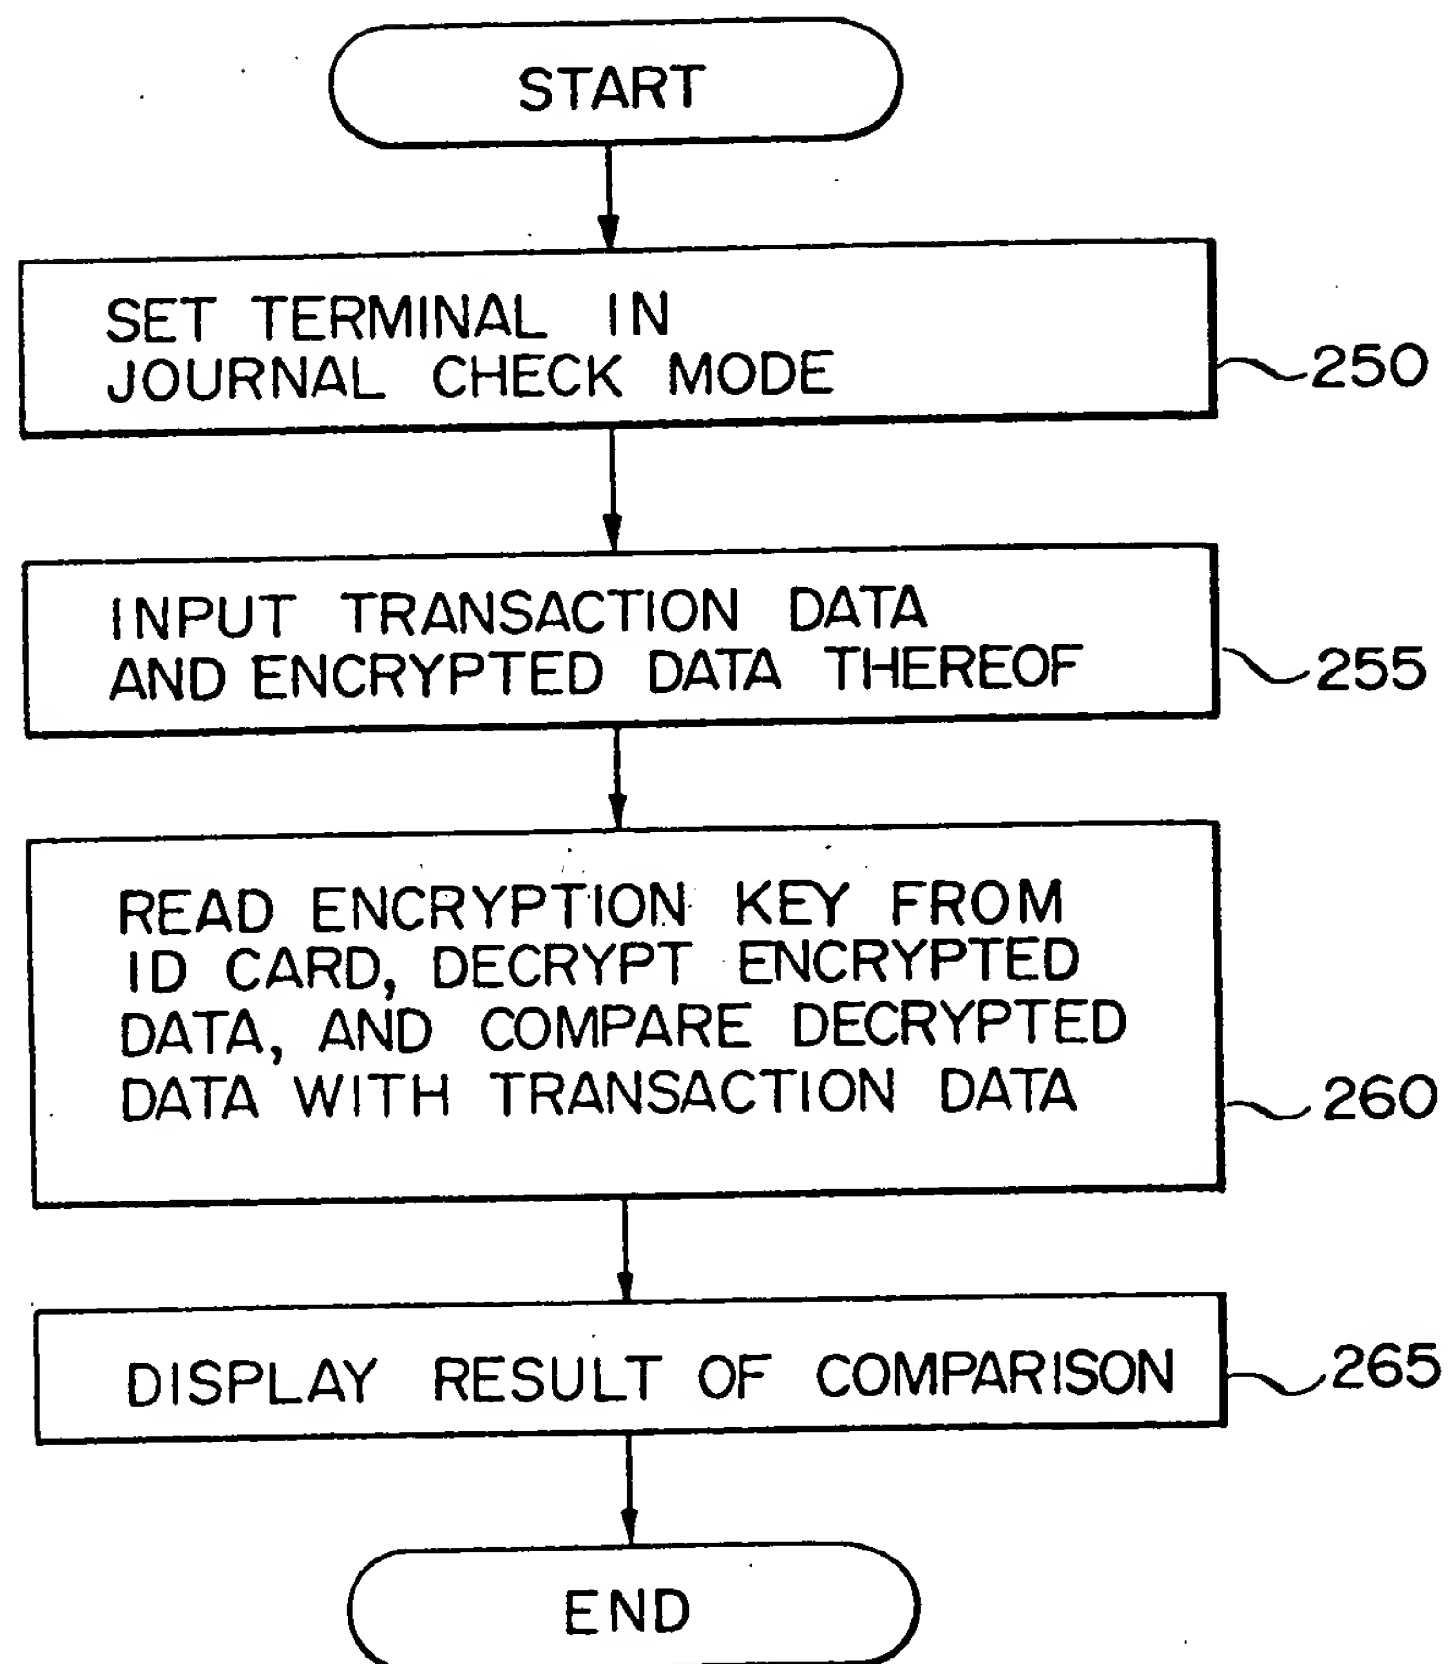 START
SET TERMINAL IN
JOURNAL CHECK MODE
250
INPUT TRANSACTION DATA
AND ENCRYPTED DATA THEREOF
255
READ ENCRYPTION KEY FROM
ID CARD, DECRYPT ENCRYPTED
DATA, AND COMPARE DECRYPTED
DATA WITH TRANSACTION DATA
260
DISPLAY RESULT OF COMPARISON
265
END